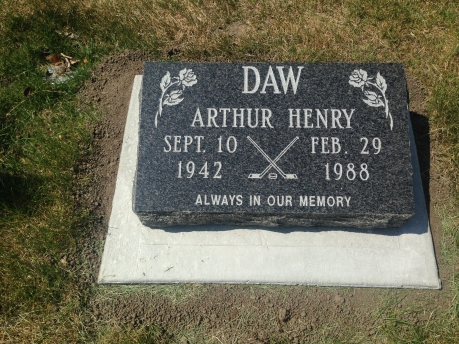 DAW
ARTHUR HENRY
SEPT. 10 FEB. 29
1942 1988
ALWAYS IN OUR MEMORY